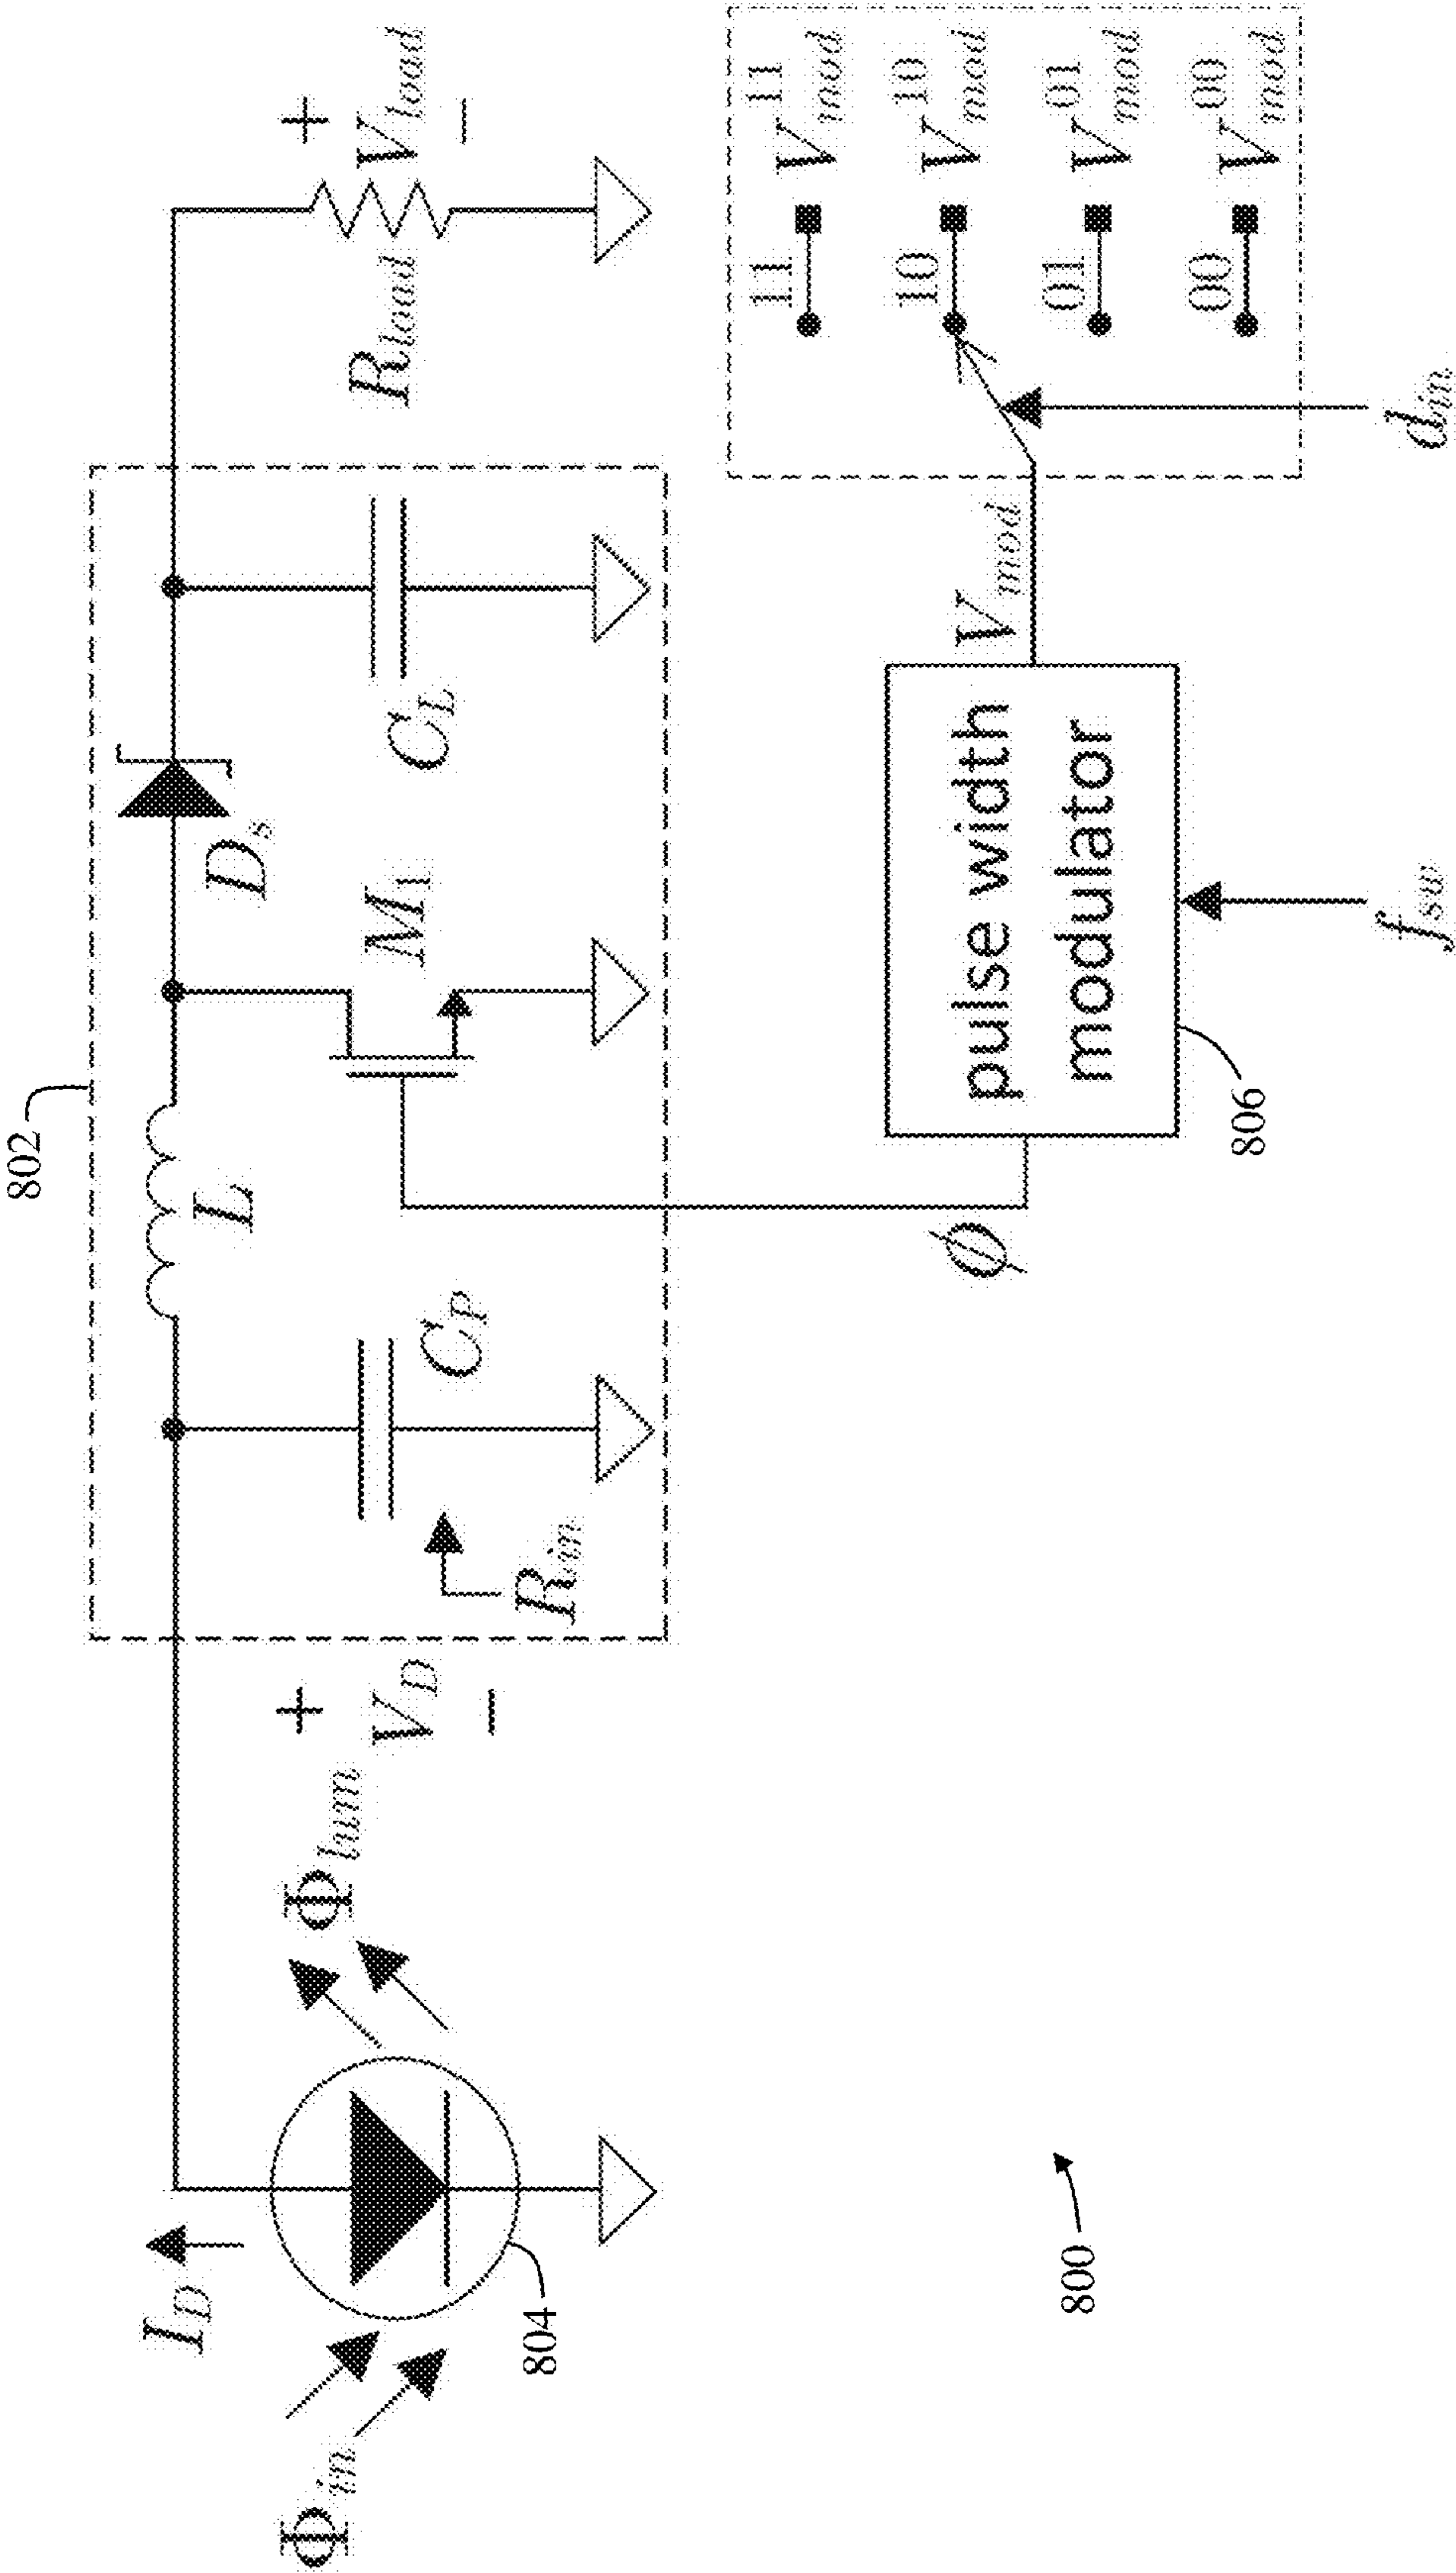 802
I_D
Φ_in
Φ_lum
804
+
V_D
−
R_in
C_P
L
M_1
D_s
C_L
R_load
+
V_load
−
ϕ
pulse width
modulator
806
f_sw
V_mod
d_in
11 V_mod^11
10 V_mod^10
01 V_mod^01
00 V_mod^00
800